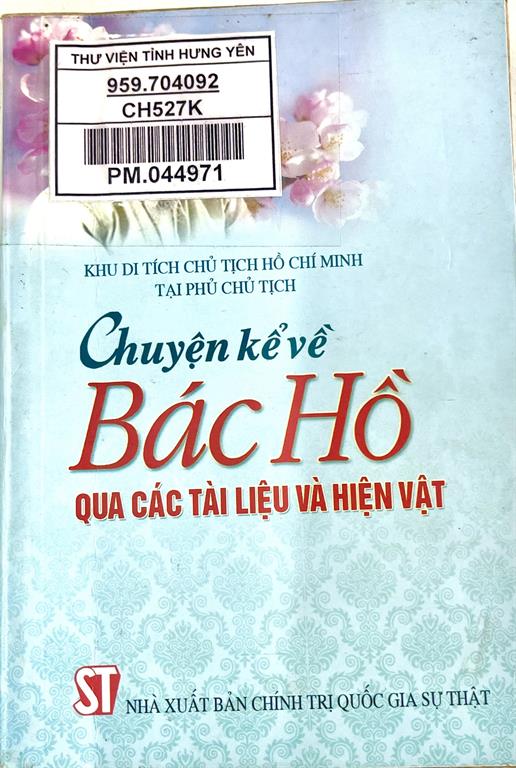 THƯ VIỆN TỈNH HƯNG YÊN
959.704092
CH527K
PM.044971
KHU DI TÍCH CHỦ TỊCH HỒ CHÍ MINH
TẠI PHỦ CHỦ TỊCH
Chuyện kể về
Bác Hồ
QUA CÁC TÀI LIỆU VÀ HIỆN VẬT
ST NHÀ XUẤT BẢN CHÍNH TRỊ QUỐC GIA SỰ THẬT